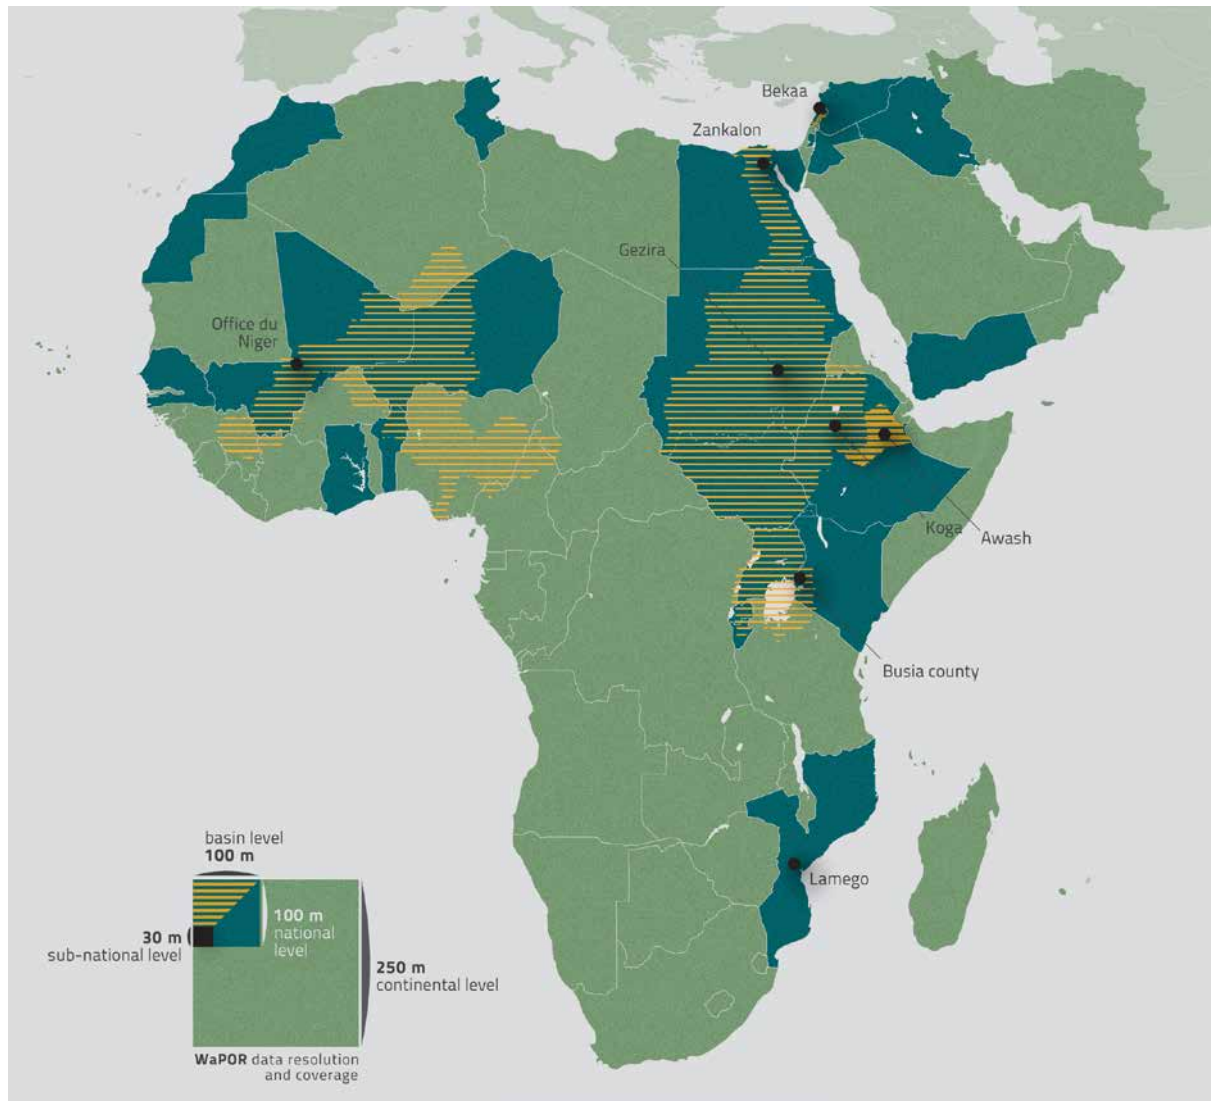 Bekaa
Zankalon
Gezira
Office du
Niger
Koga
Awash
Busia county
Lamego
basin level
100 m
100 m
national
level
30 m
sub-national level
250 m
continental level
WaPOR data resolution
and coverage